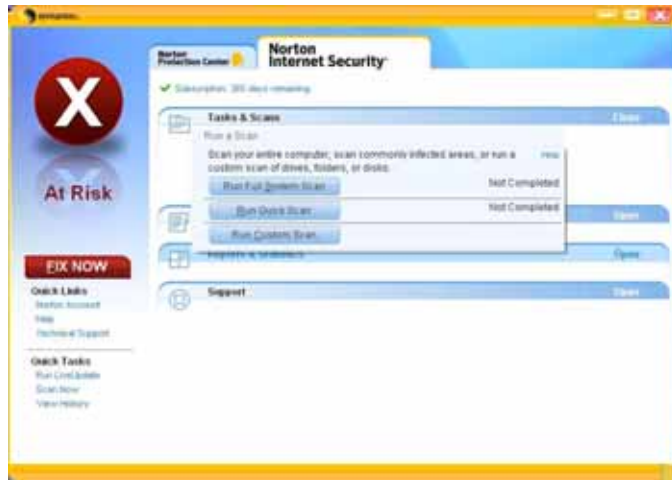 symantec.
Norton
Protection Center
Norton
Internet Security
Subscription: 365 days remaining
Tasks & Scans
Close
Run a Scan
Scan your entire computer, scan commonly infected areas, or run a
custom scan of drives, folders, or disks.
Help
Run Full System Scan
Not Completed
Run Quick Scan
Not Completed
Run Custom Scan
Open
Reports & Statistics
Open
Support
Open
X
At Risk
FIX NOW
Quick Links
Norton Account
Help
Technical Support
Quick Tasks
Run LiveUpdate
Scan Now
View History